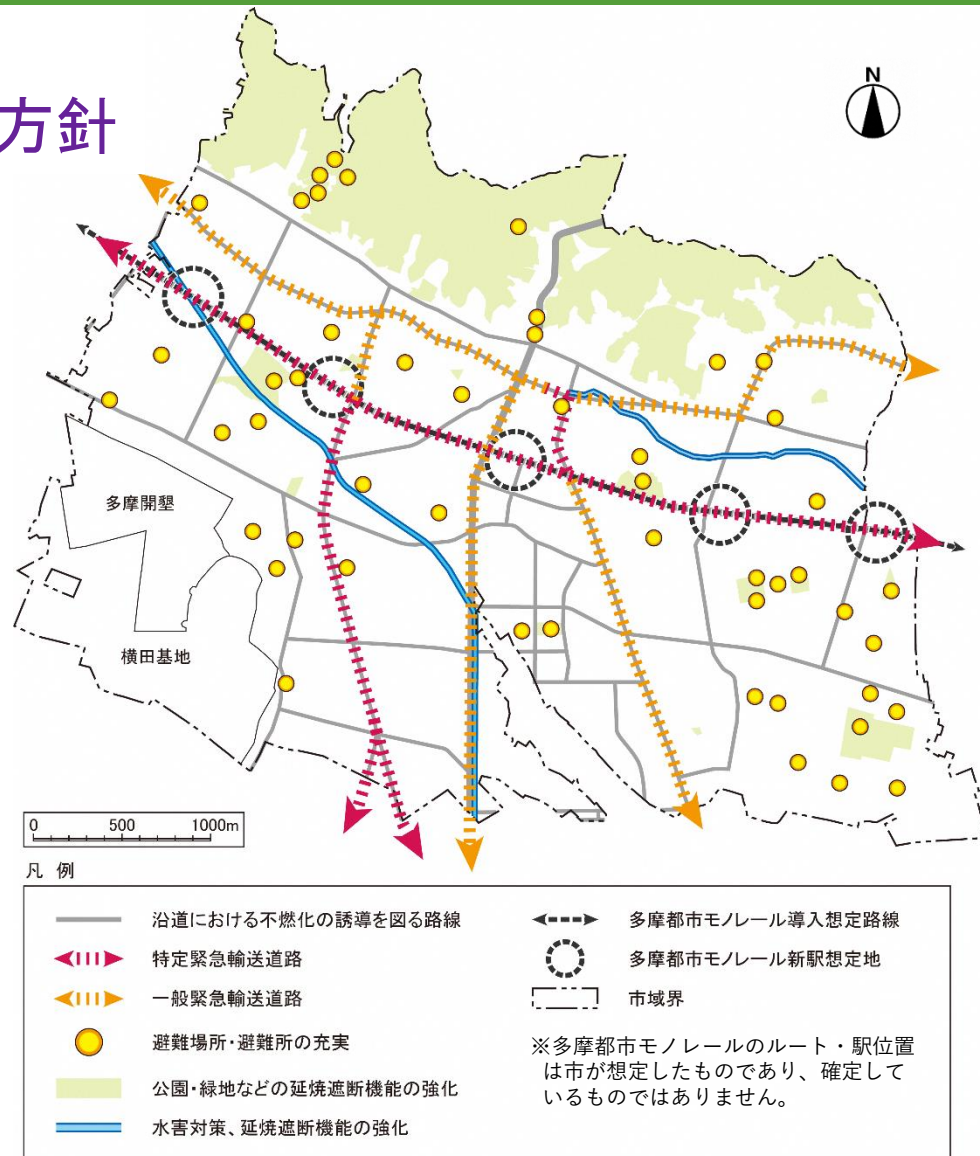 方針
N
多摩開墾
横田基地
0 500 1000m
凡 例
沿道における不燃化の誘導を図る路線
特定緊急輸送道路
一般緊急輸送道路
避難場所・避難所の充実
公園・緑地などの延焼遮断機能の強化
水害対策、延焼遮断機能の強化
多摩都市モノレール導入想定路線
多摩都市モノレール新駅想定地
市域界
※多摩都市モノレールのルート・駅位置
は市が想定したものであり、確定して
いるものではありません。